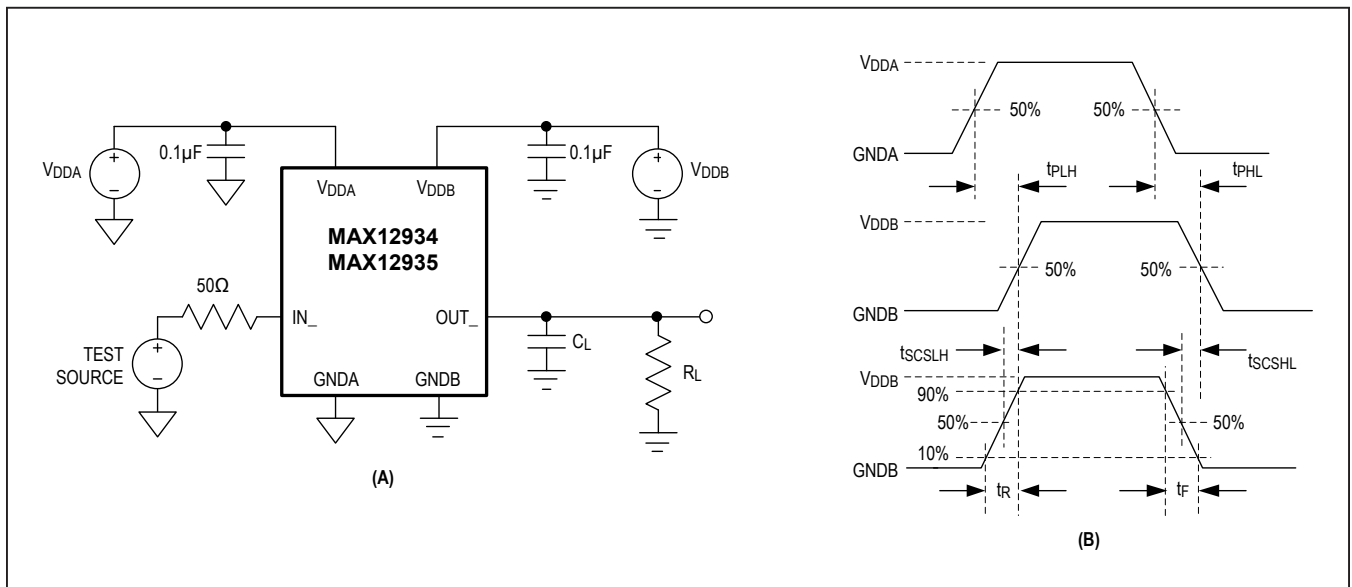 VDDA
0.1µF
VDDA
VDDB
0.1µF
VDDB
MAX12934
MAX12935
50Ω
IN_
OUT_
TEST
SOURCE
GNDA
GNDB
CL
RL
(A)
VDDA
50%
50%
GNDA
tPLH
tPHL
VDDB
50%
50%
GNDB
tSCSLH
tSCSHL
VDDB
90%
50%
50%
10%
GNDB
tR
tF
(B)